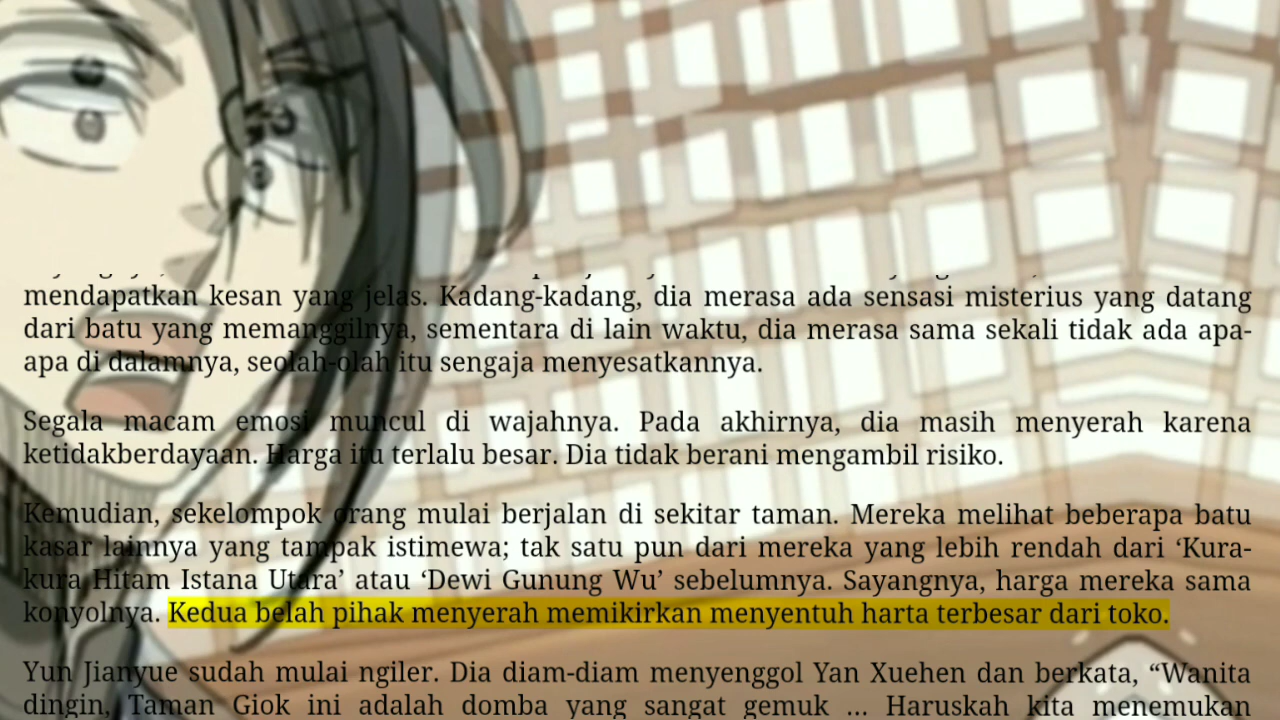 mendapatkan kesan yang jelas. Kadang-kadang, dia merasa ada sensasi misterius yang datang
dari batu yang memanggilnya, sementara di lain waktu, dia merasa sama sekali tidak ada apa-
apa di dalamnya, seolah-olah itu sengaja menyesatkannya.
Segala macam emosi muncul di wajahnya. Pada akhirnya, dia masih menyerah karena
ketidakberdayaan. Harga itu terlalu besar. Dia tidak berani mengambil risiko.
Kemudian, sekelompok orang mulai berjalan di sekitar taman. Mereka melihat beberapa batu
kasar lainnya yang tampak istimewa; tak satu pun dari mereka yang lebih rendah dari ‘Kura-
kura Hitam Istana Utara’ atau ‘Dewi Gunung Wu’ sebelumnya. Sayangnya, harga mereka sama
konyolnya. Kedua belah pihak menyerah memikirkan menyentuh harta terbesar dari toko.
Yun Jianyue sudah mulai ngiler. Dia diam-diam menyenggol Yan Xuehen dan berkata, “Wanita
dingin, Taman Giok ini adalah domba yang sangat gemuk ... Haruskah kita menemukan